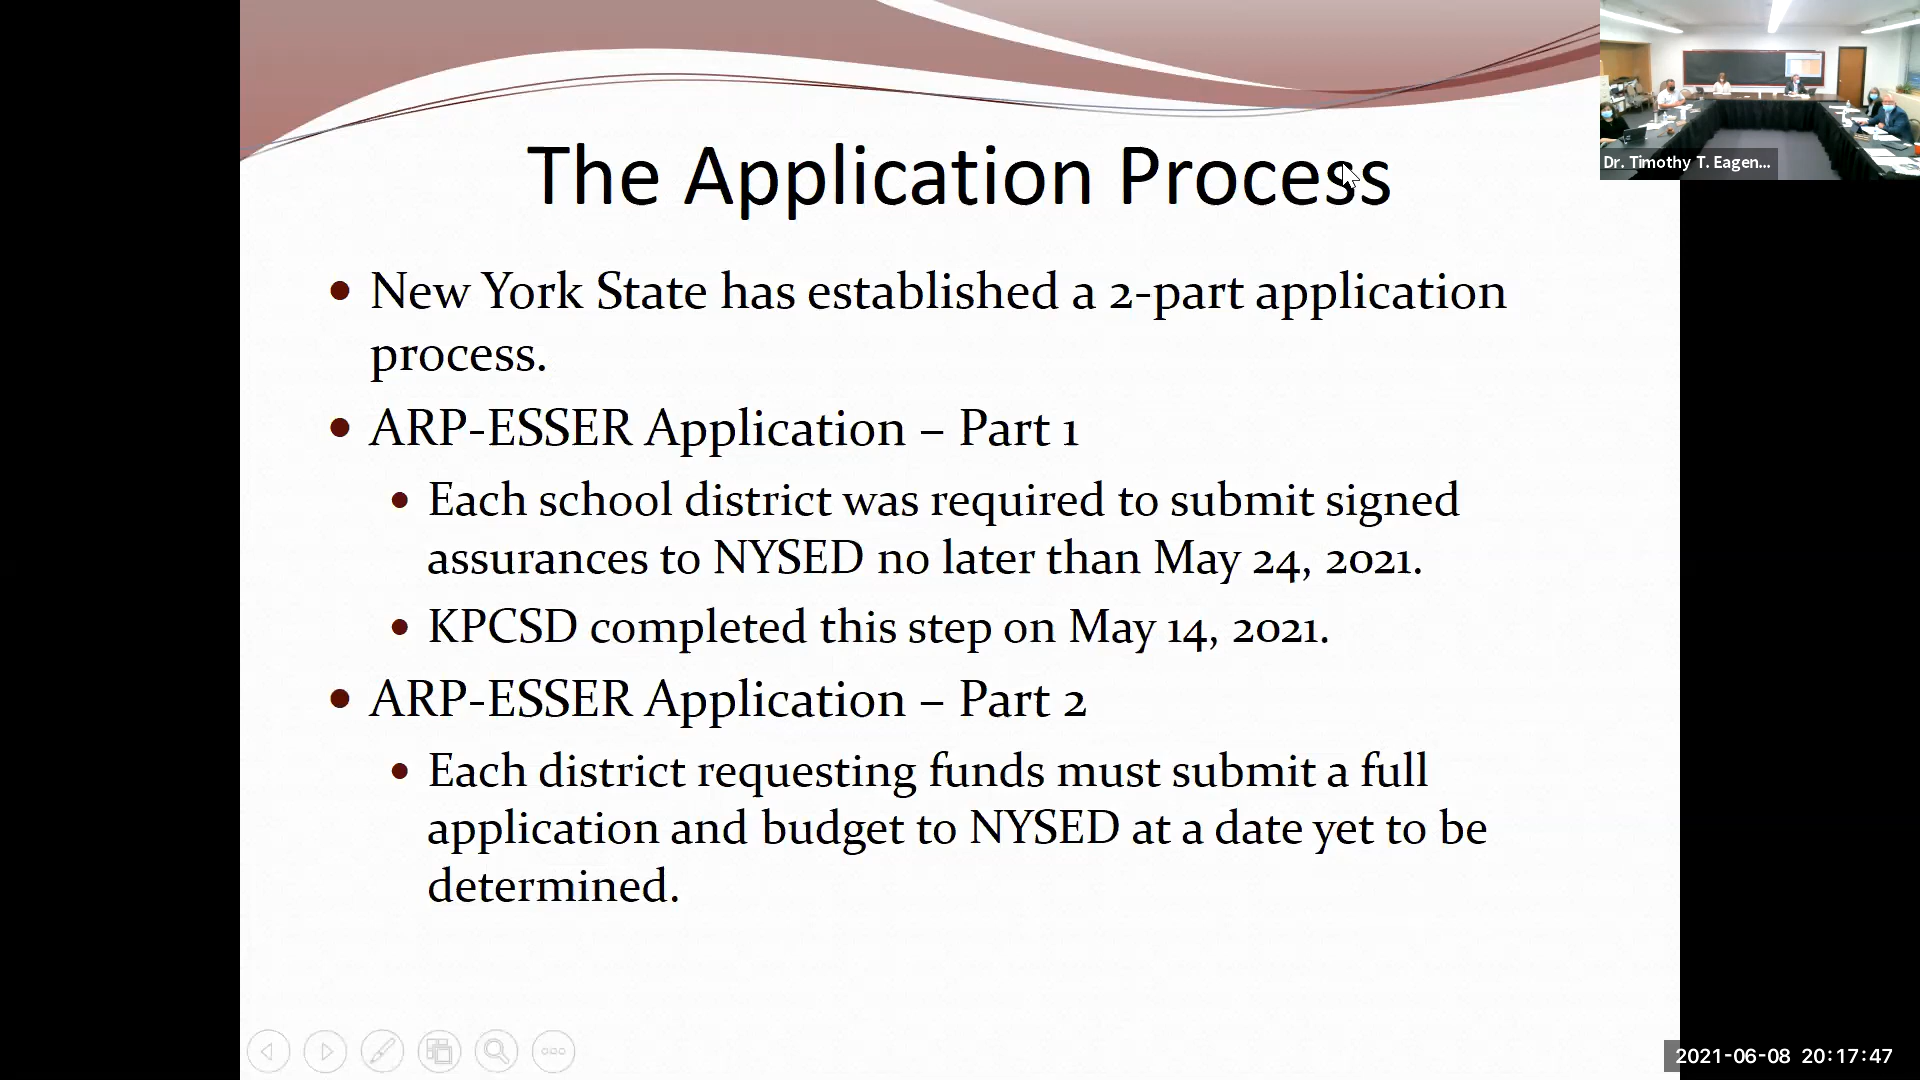 The Application Process
New York State has established a 2-part application
process.
ARP-ESSER Application – Part 1
Each school district was required to submit signed
assurances to NYSED no later than May 24, 2021.
KPCSD completed this step on May 14, 2021.
ARP-ESSER Application – Part 2
Each district requesting funds must submit a full
application and budget to NYSED at a date yet to be
determined.
Dr. Timothy T. Eagen...
2021-06-08 20:17:47